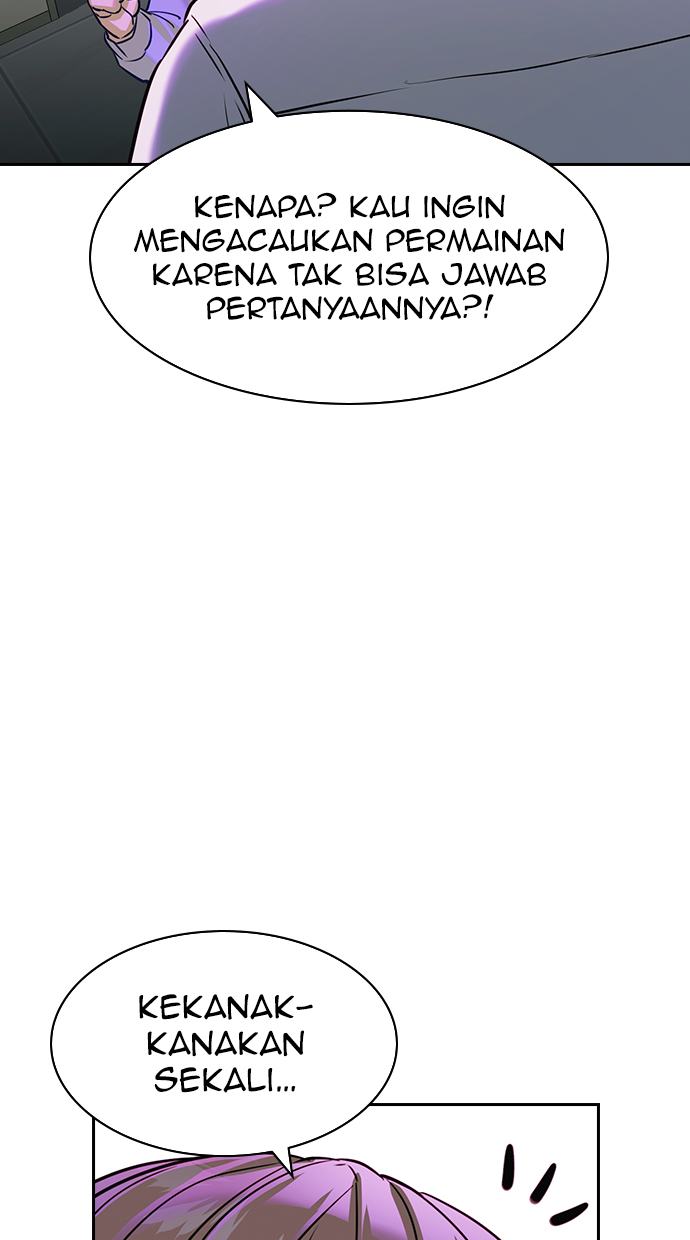 KENAPA? KAU INGIN
MENGACAUKAN PERMAINAN
KARENA TAK BISA JAWAB
PERTANYAANNYA?!
KEKANAK-
KANAKAN
SEKALI...